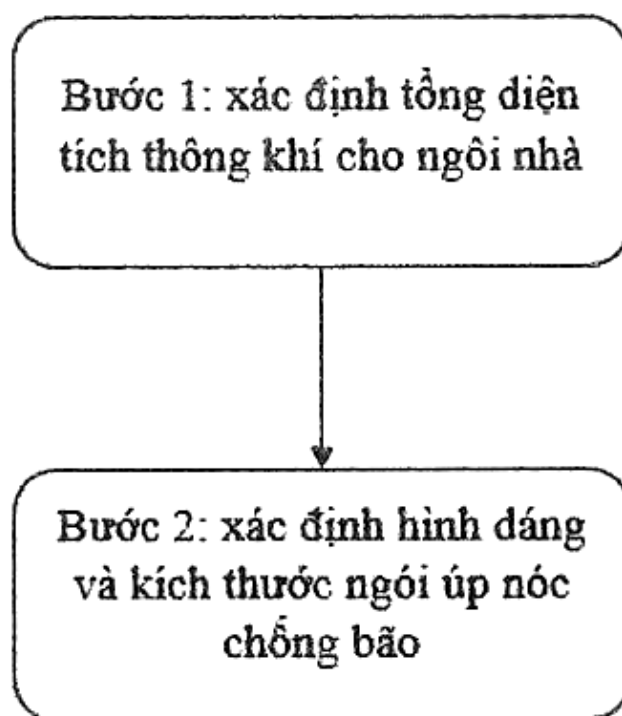 Bước 1: xác định tổng diện
tích thông khí cho ngôi nhà
Bước 2: xác định hình dáng
và kích thước ngói úp nóc
chống bão